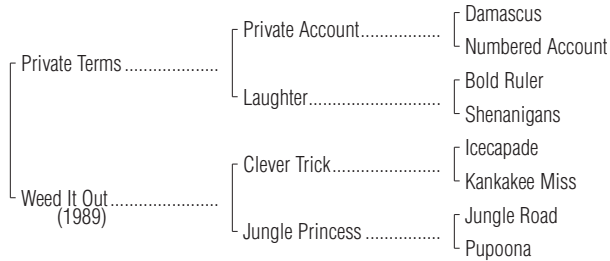 Damascus
Private Account..................
Numbered Account
Private Terms ....................
Bold Ruler
Laughter............................
Shenanigans
Icecapade
Clever Trick.......................
Kankakee Miss
Weed It Out.......................
(1989)
Jungle Road
Jungle Princess ................
Pupoona